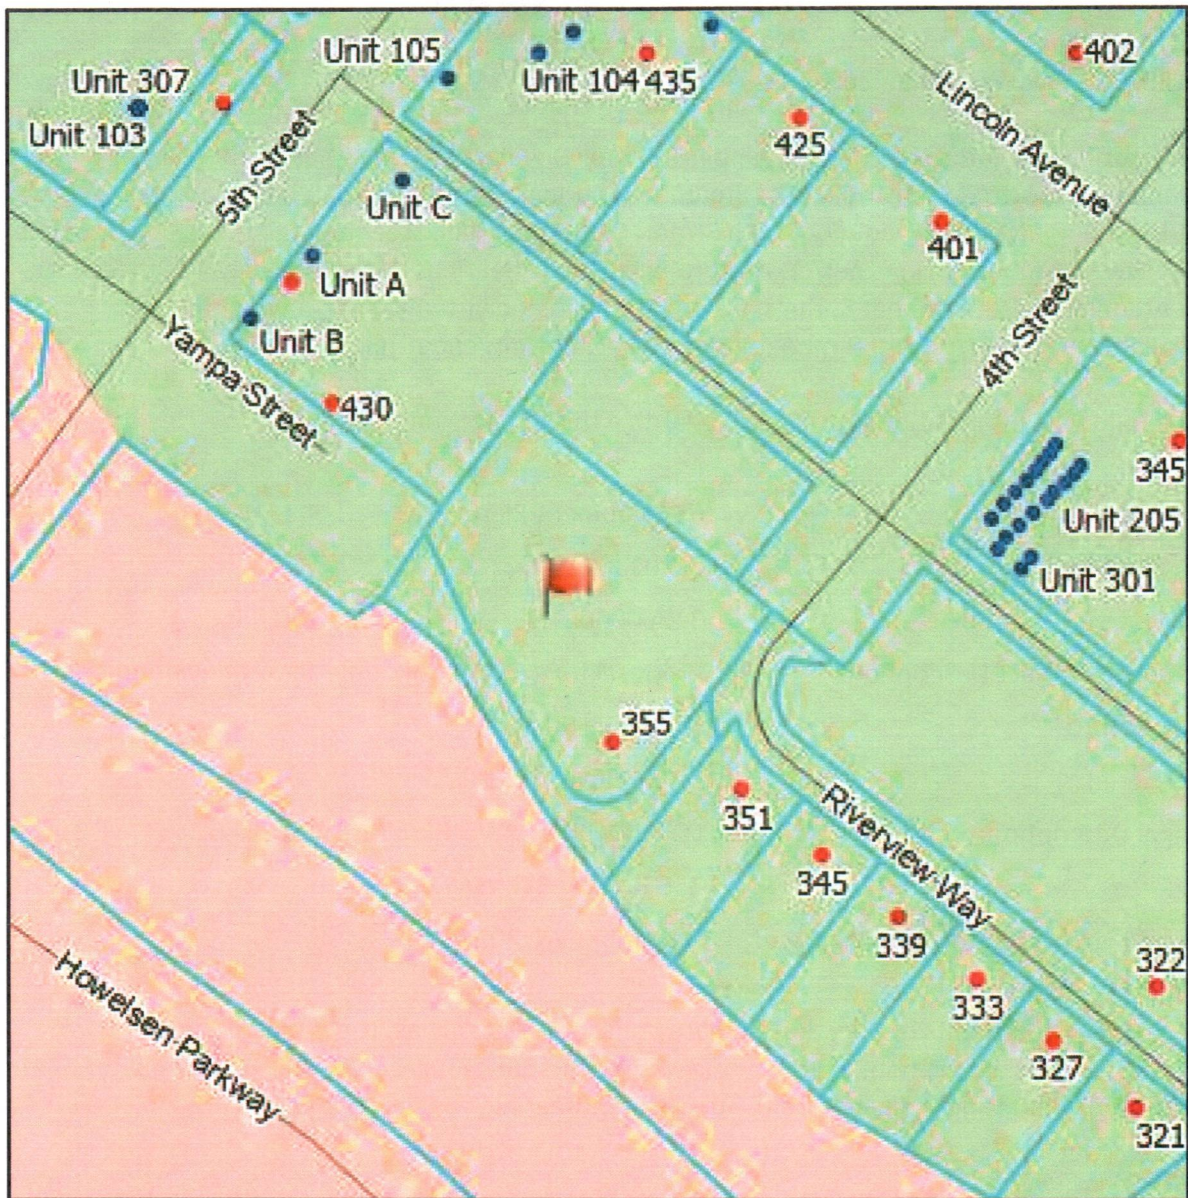 Unit 105
402
Unit 307
Unit 104 435
Lincoln Avenue
Unit 103
425
5th Street
Unit C
401
Unit A
4th Street
Yampa Street
Unit B
430
345
Unit 205
Unit 301
355
351
Riverview Way
345
339
322
333
Howelsen Parkway
327
321